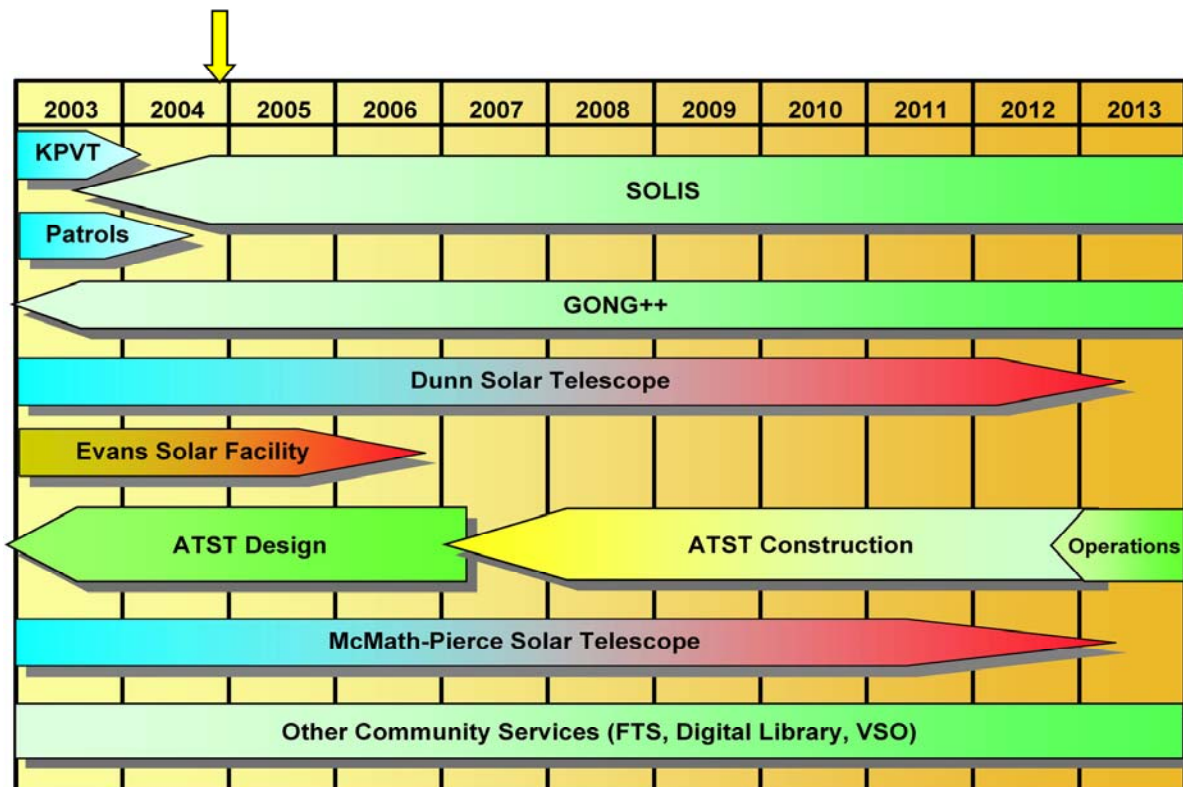 2003 2004 2005 2006 2007 2008 2009 2010 2011 2012 2013
KPVT
SOLIS
Patrols
GONG++
Dunn Solar Telescope
Evans Solar Facility
ATST Design ATST Construction Operations
McMath-Pierce Solar Telescope
Other Community Services (FTS, Digital Library, VSO)